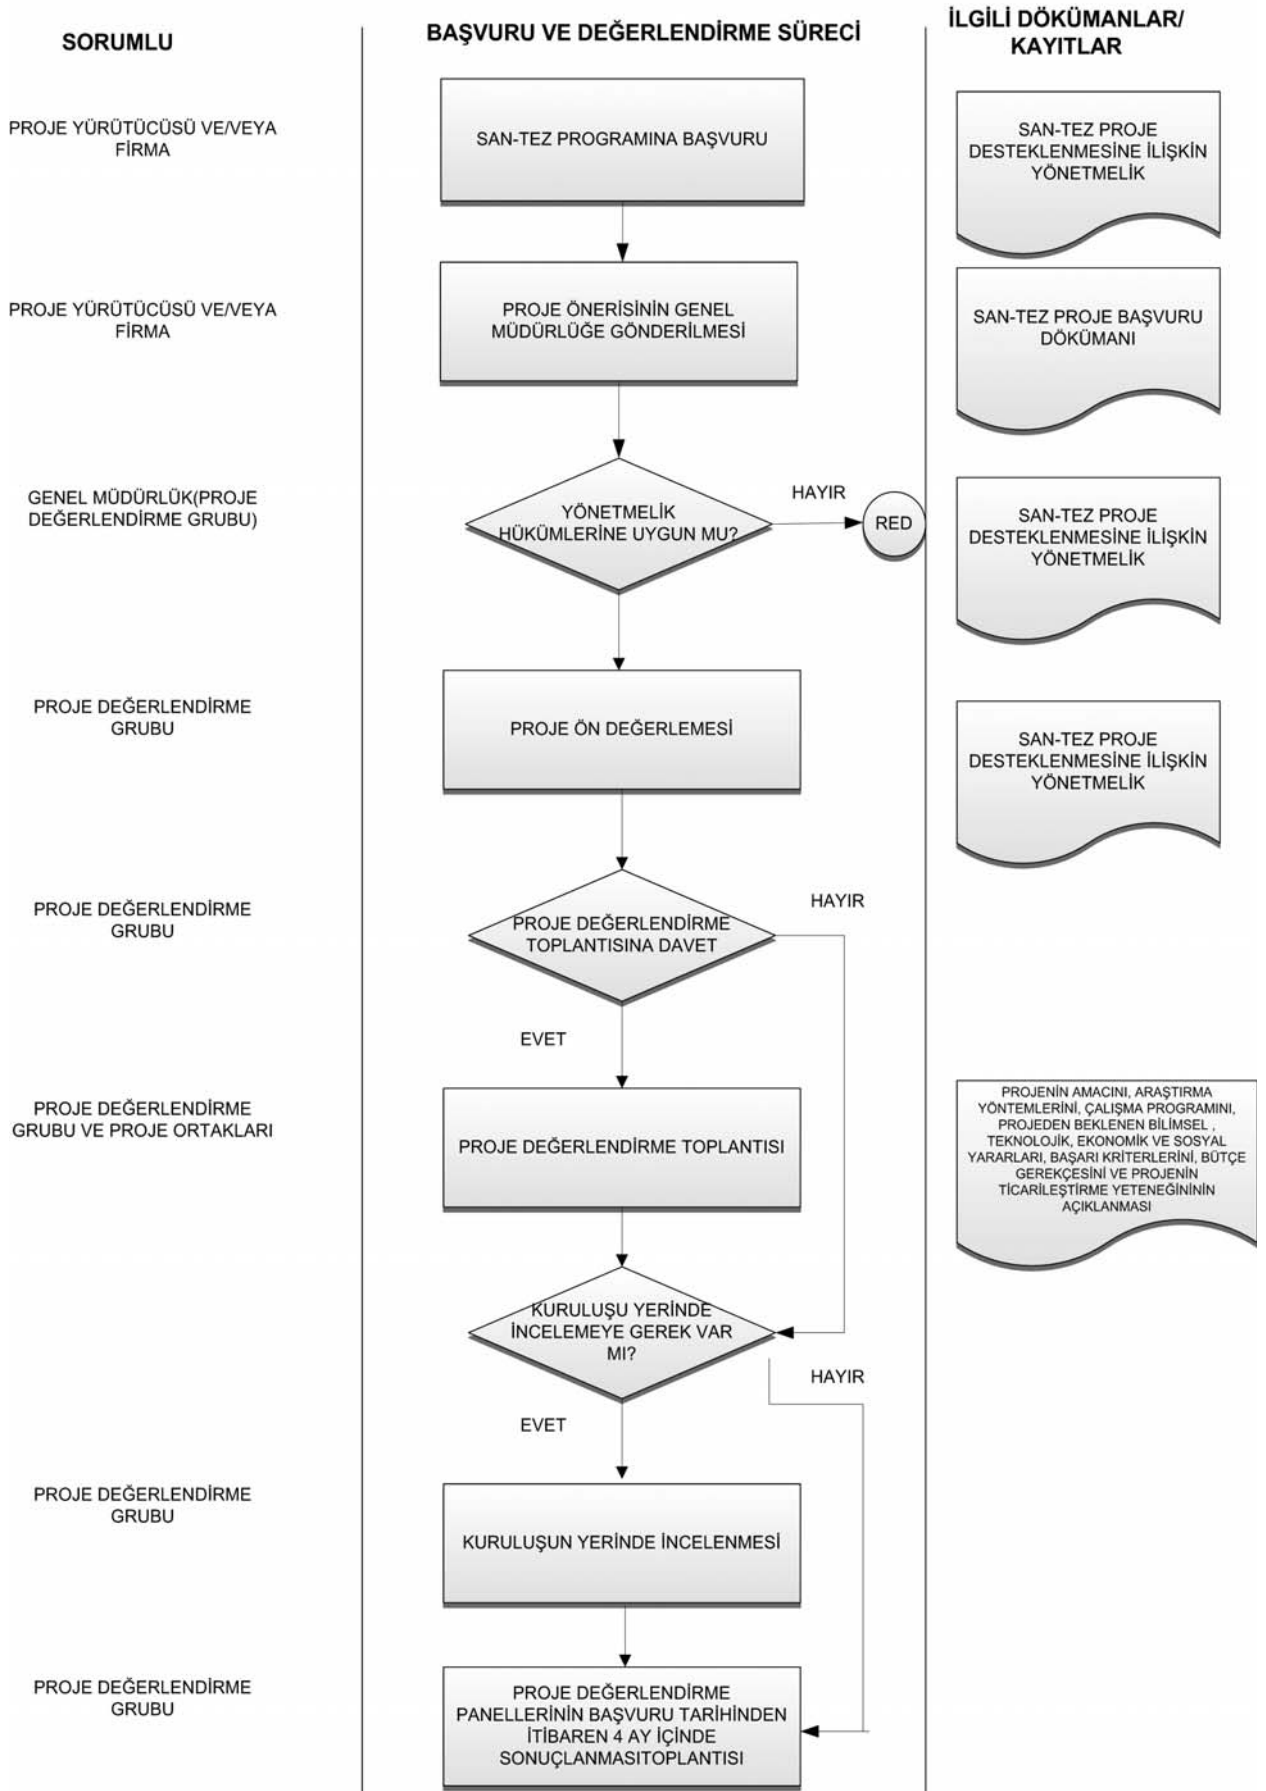 SORUMLU
BAŞVURU VE DEĞERLENDİRME SÜRECİ
İLGİLİ DÖKÜMANLAR/
KAYITLAR
PROJE YÜRÜTÜCÜSÜ VE/VEYA
FİRMA
SAN-TEZ PROGRAMINA BAŞVURU
SAN-TEZ PROJE
DESTEKLENMESİNE İLİŞKİN
YÖNETMELİK
PROJE YÜRÜTÜCÜSÜ VE/VEYA
FİRMA
PROJE ÖNERİSİNİN GENEL
MÜDÜRLÜĞE GÖNDERİLMESİ
SAN-TEZ PROJE BAŞVURU
DÖKÜMANI
GENEL MÜDÜRLÜK(PROJE
DEĞERLENDİRME GRUBU)
YÖNETMELİK
HÜKÜMLERİNE UYGUN MU?
HAYIR
RED
SAN-TEZ PROJE
DESTEKLENMESİNE İLİŞKİN
YÖNETMELİK
PROJE DEĞERLENDİRME
GRUBU
PROJE ÖN DEĞERLEMESİ
SAN-TEZ PROJE
DESTEKLENMESİNE İLİŞKİN
YÖNETMELİK
PROJE DEĞERLENDİRME
GRUBU
PROJE DEĞERLENDİRME
TOPLANTISINA DAVET
HAYIR
EVET
PROJE DEĞERLENDİRME
GRUBU VE PROJE ORTAKLARI
PROJE DEĞERLENDİRME TOPLANTISI
PROJENİN AMACINI, ARAŞTIRMA
YÖNTEMLERİNİ, ÇALIŞMA PROGRAMINI,
PROJEDEN BEKLENEN BİLİMSEL ,
TEKNOLOJİK, EKONOMİK VE SOSYAL
YARARLARI, BAŞARI KRİTERLERİNİ, BÜTÇE
GEREKÇESİNİ VE PROJENİN
TİCARİLEŞTİRME YETENEĞİNİNİN
AÇIKLANMASI
KURULUŞU YERİNDE
İNCELEMEYE GEREK VAR
MI?
HAYIR
EVET
PROJE DEĞERLENDİRME
GRUBU
KURULUŞUN YERİNDE İNCELENMESİ
PROJE DEĞERLENDİRME
GRUBU
PROJE DEĞERLENDİRME
PANELLERİNİN BAŞVURU TARİHİNDEN
İTİBAREN 4 AY İÇİNDE
SONUÇLANMASITOPLANTISI